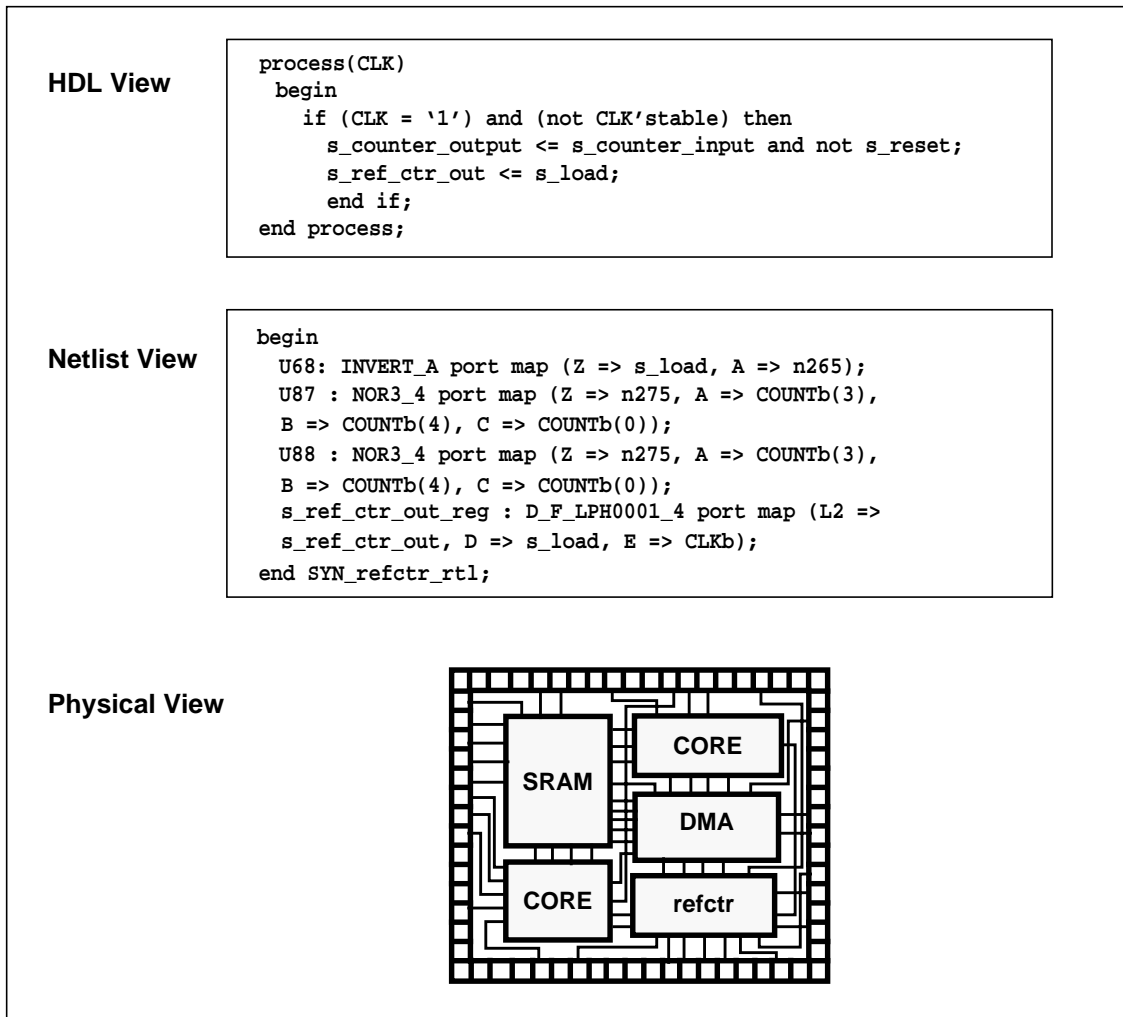 HDL View
process(CLK)
begin
if (CLK = ‘1’) and (not CLK’stable) then
s_counter_output <= s_counter_input and not s_reset;
s_ref_ctr_out <= s_load;
end if;
end process;
Netlist View
begin
U68: INVERT_A port map (Z => s_load, A => n265);
U87 : NOR3_4 port map (Z => n275, A => COUNTb(3),
B => COUNTb(4), C => COUNTb(0));
U88 : NOR3_4 port map (Z => n275, A => COUNTb(3),
B => COUNTb(4), C => COUNTb(0));
s_ref_ctr_out_reg : D_F_LPH0001_4 port map (L2 =>
s_ref_ctr_out, D => s_load, E => CLKb);
end SYN_refctr_rtl;
Physical View
SRAM
CORE
DMA
CORE
refctr